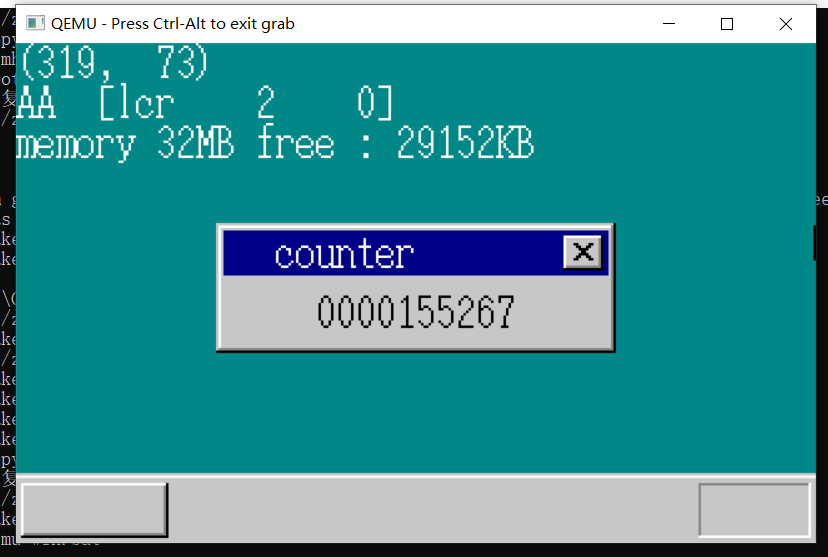 QEMU - Press Ctrl-Alt to exit grab
(319, 73)
AA [lcr 2 0]
memory 32MB free : 29152KB
counter
0000155267